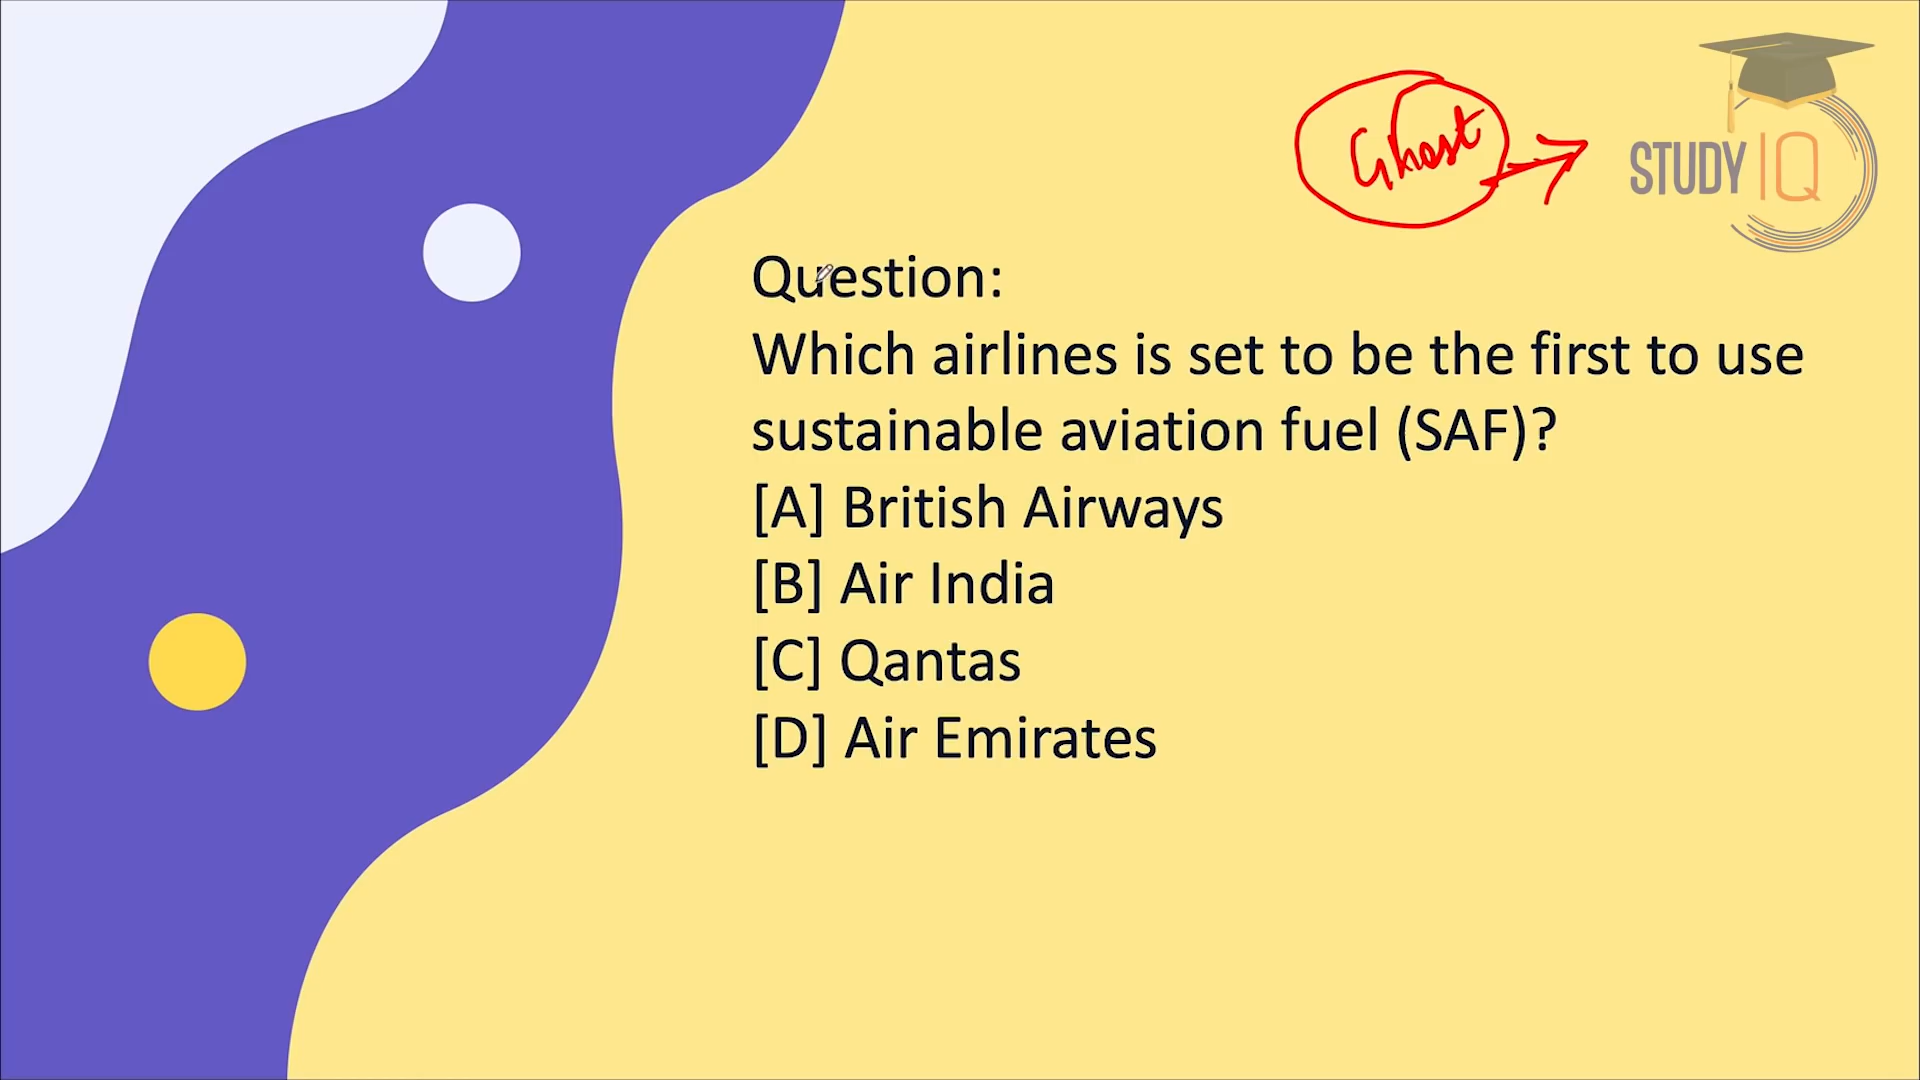 Ghost
STUDY IQ
Question:
Which airlines is set to be the first to use
sustainable aviation fuel (SAF)?
[A] British Airways
[B] Air India
[C] Qantas
[D] Air Emirates